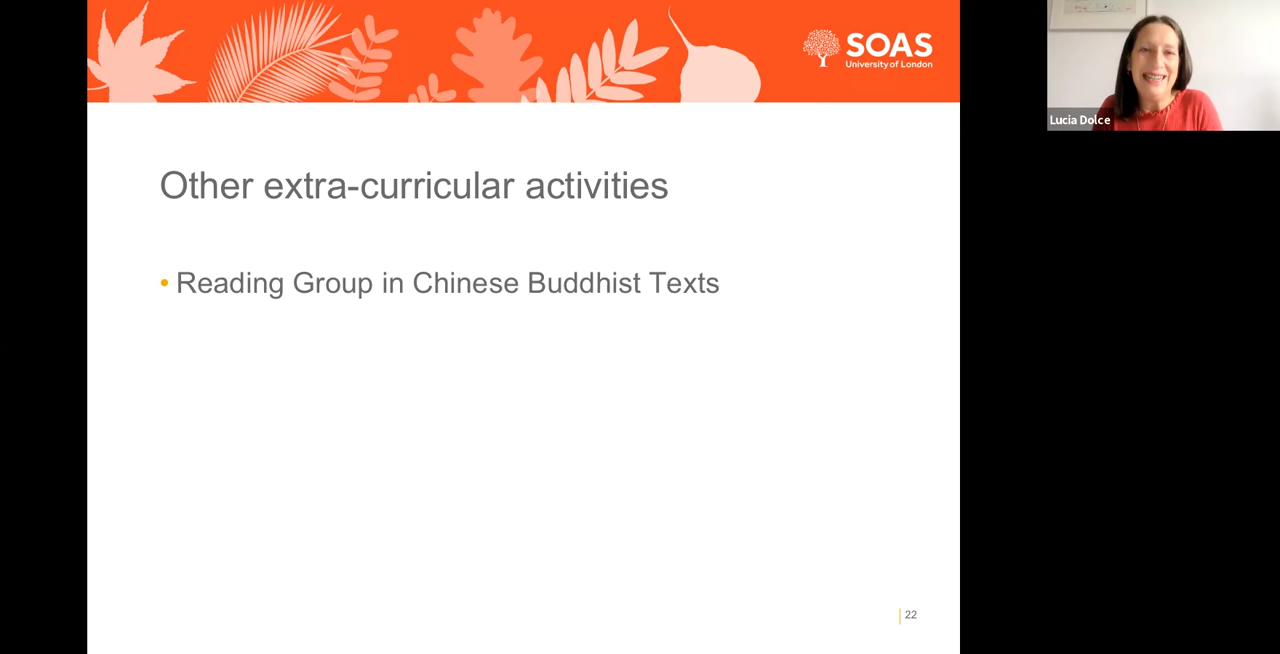 SOAS
University of London
Lucia Dolce
Other extra-curricular activities
• Reading Group in Chinese Buddhist Texts
22